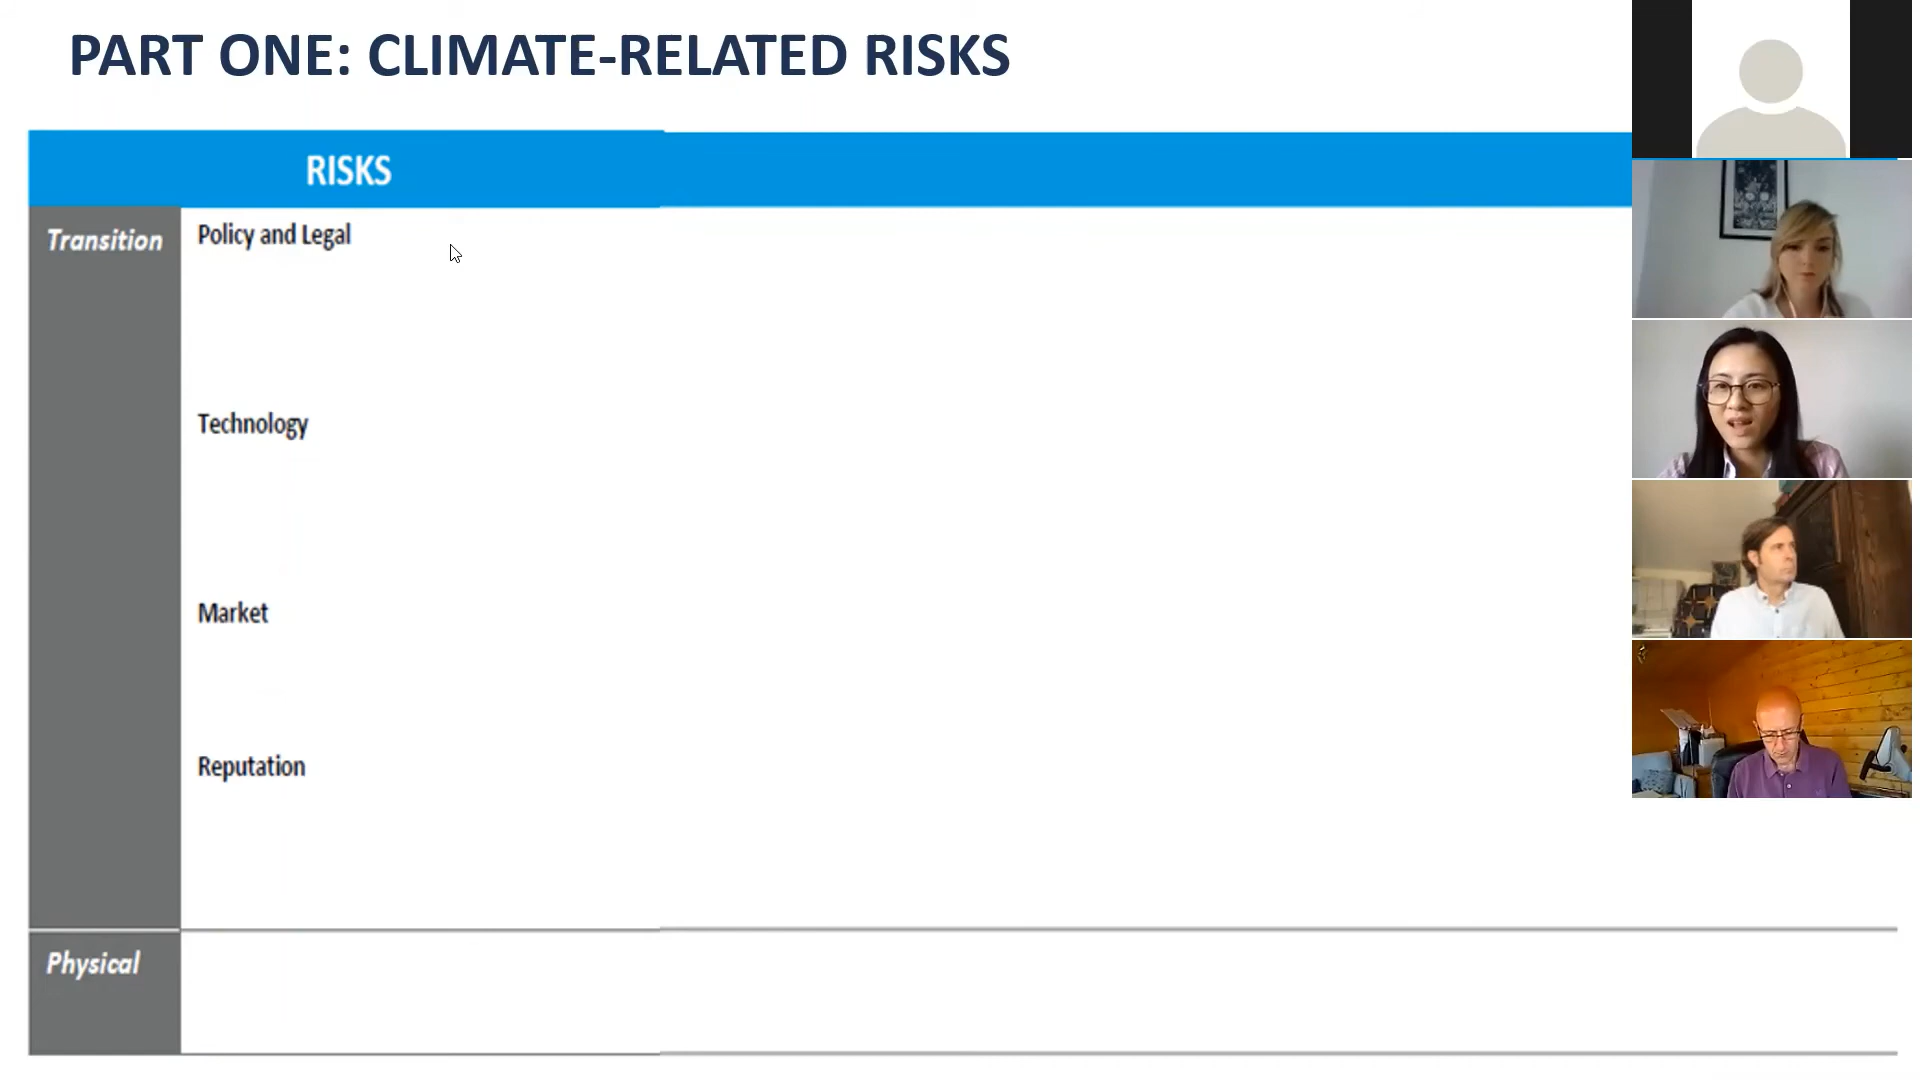 PART ONE: CLIMATE-RELATED RISKS
RISKS
Transition
Policy and Legal
Technology
Market
Reputation
Physical